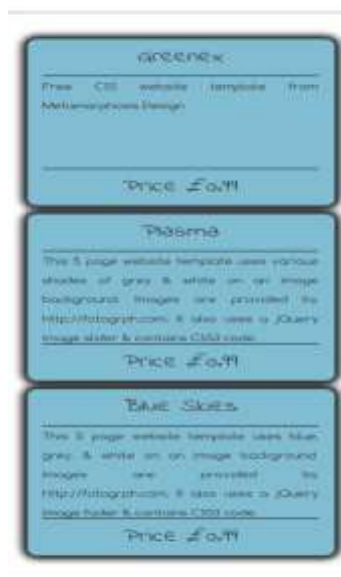 Greenex
Free CSS website template from
Metamorphosis Design
Price £0.99
Plasma
This 5 page website template uses various
shades of grey & white on an image
background. Images are provided by
http://fotogrph.com. It also uses a jQuery
image slider & contains CSS3 code.
Price £0.99
Blue Skies
This 5 page website template uses blue,
grey & white on an image background.
Images are provided by
http://fotogrph.com. It also uses a jQuery
image fader & contains CSS3 code.
Price £0.99